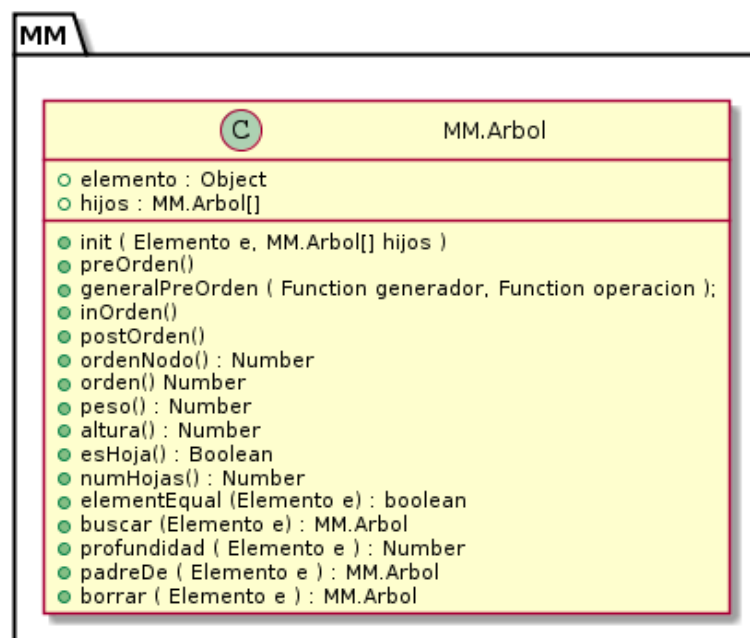 MM
C MM.Arbol
elemento : Object
hijos : MM.Arbol[]
init ( Elemento e, MM.Arbol[] hijos )
preOrden()
generalPreOrden ( Function generador, Function operacion );
inOrden()
postOrden()
ordenNodo() : Number
orden() Number
peso() : Number
altura() : Number
esHoja() : Boolean
numHojas() : Number
elementEqual (Elemento e) : boolean
buscar (Elemento e) : MM.Arbol
profundidad ( Elemento e ) : Number
padreDe ( Elemento e ) : MM.Arbol
borrar ( Elemento e ) : MM.Arbol